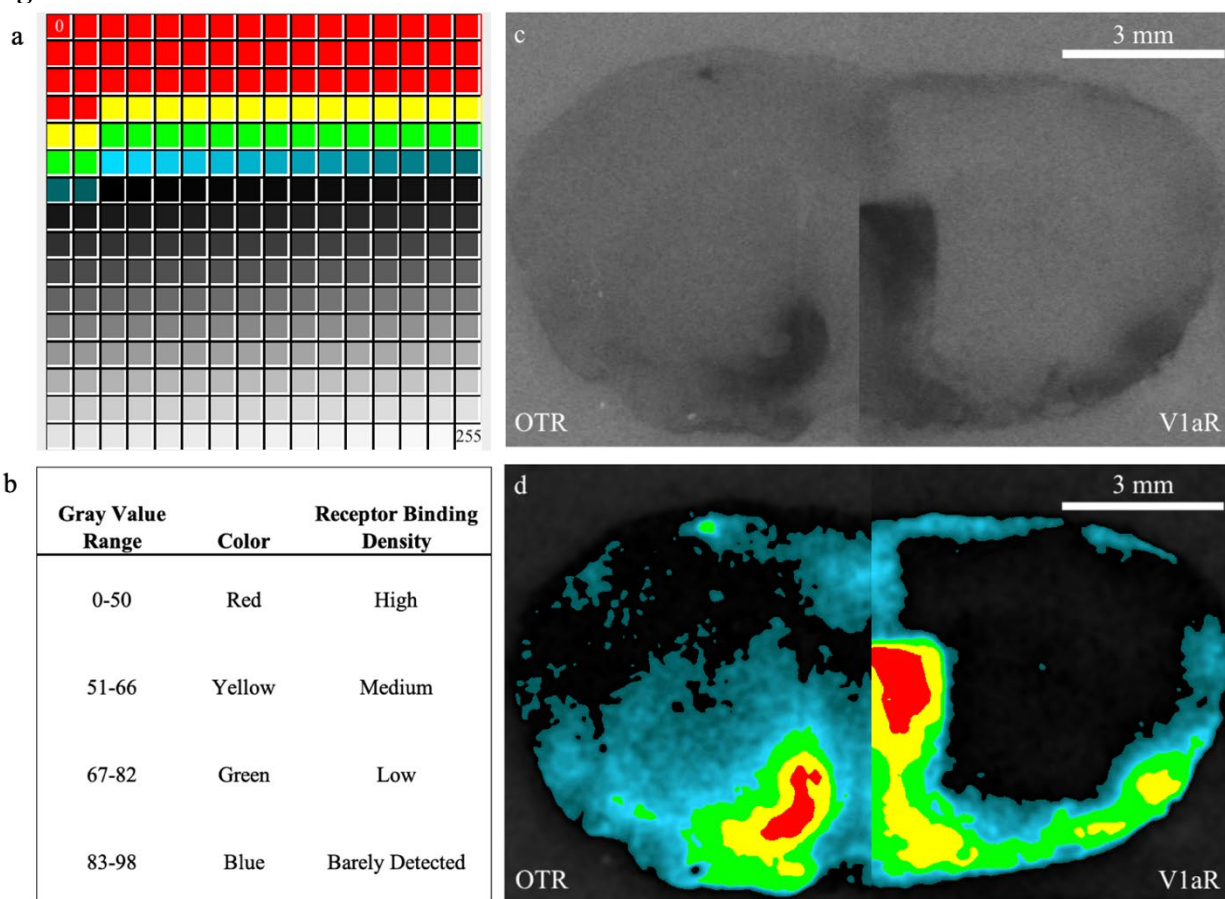 a
0
255
b
Gray Value Range
Color
Receptor Binding Density
0-50
Red
High
51-66
Yellow
Medium
67-82
Green
Low
83-98
Blue
Barely Detected
c
3 mm
OTR
V1aR
d
3 mm
OTR
V1aR